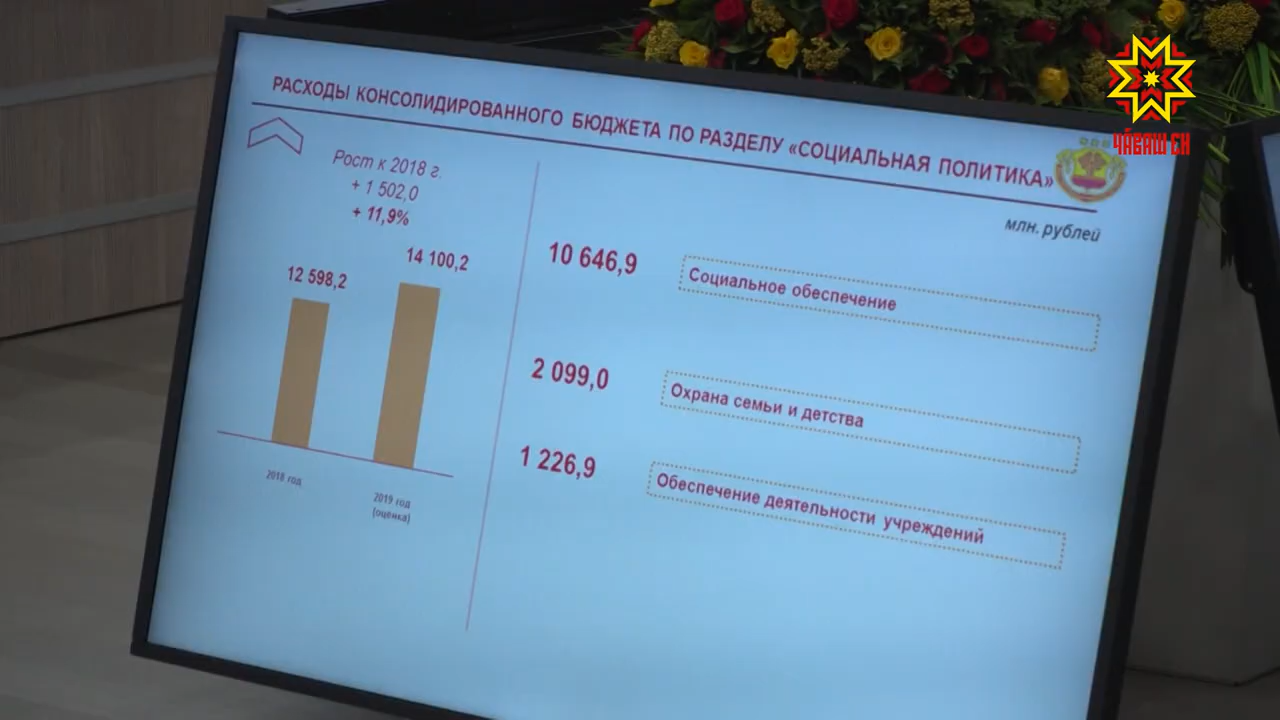 РАСХОДЫ КОНСОЛИДИРОВАННОГО БЮДЖЕТА ПО РАЗДЕЛУ «СОЦИАЛЬНАЯ ПОЛИТИКА»
ЧӐВАШ ЕН
млн. рублей
Рост к 2018 г.
+ 1 502,0
+ 11,9%
12 598,2
14 100,2
2018 год
2019 год
(оценка)
10 646,9
Социальное обеспечение
2 099,0
Охрана семьи и детства
1 226,9
Обеспечение деятельности учреждений